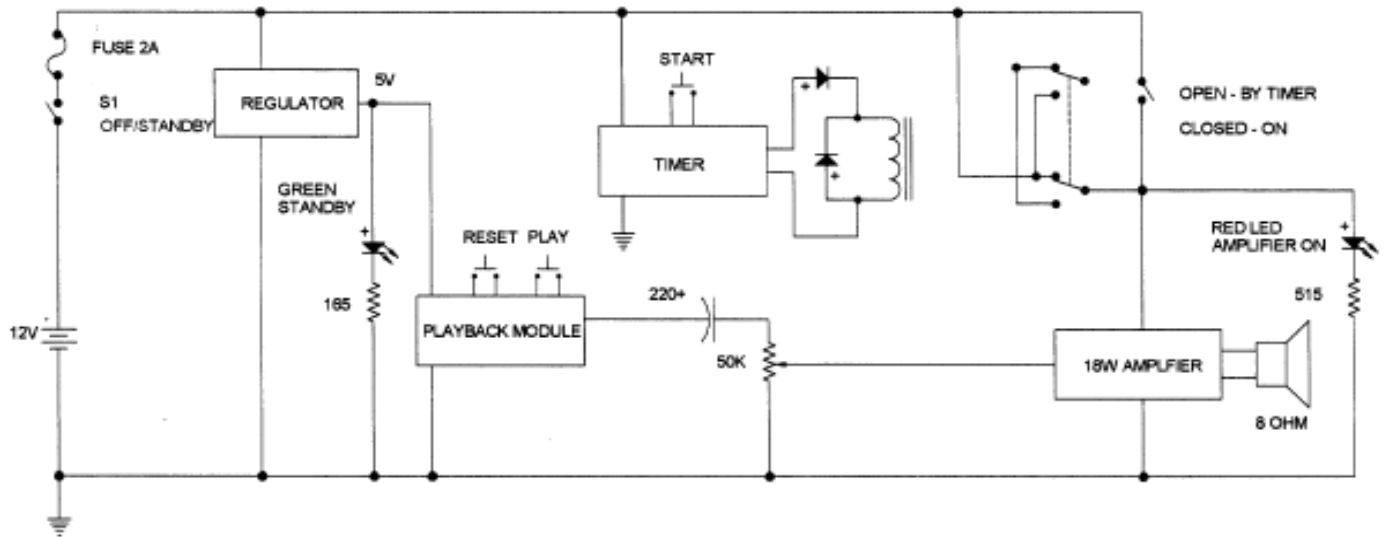 FUSE 2A
S1
OFF/STANDBY
12V
REGULATOR
5V
GREEN
STANDBY
165
RESET PLAY
PLAYBACK MODULE
220+
50K
START
TIMER
OPEN - BY TIMER
CLOSED - ON
RED LED
AMPLIFIER ON
515
18W AMPLFIER
8 OHM
+
+
+
+